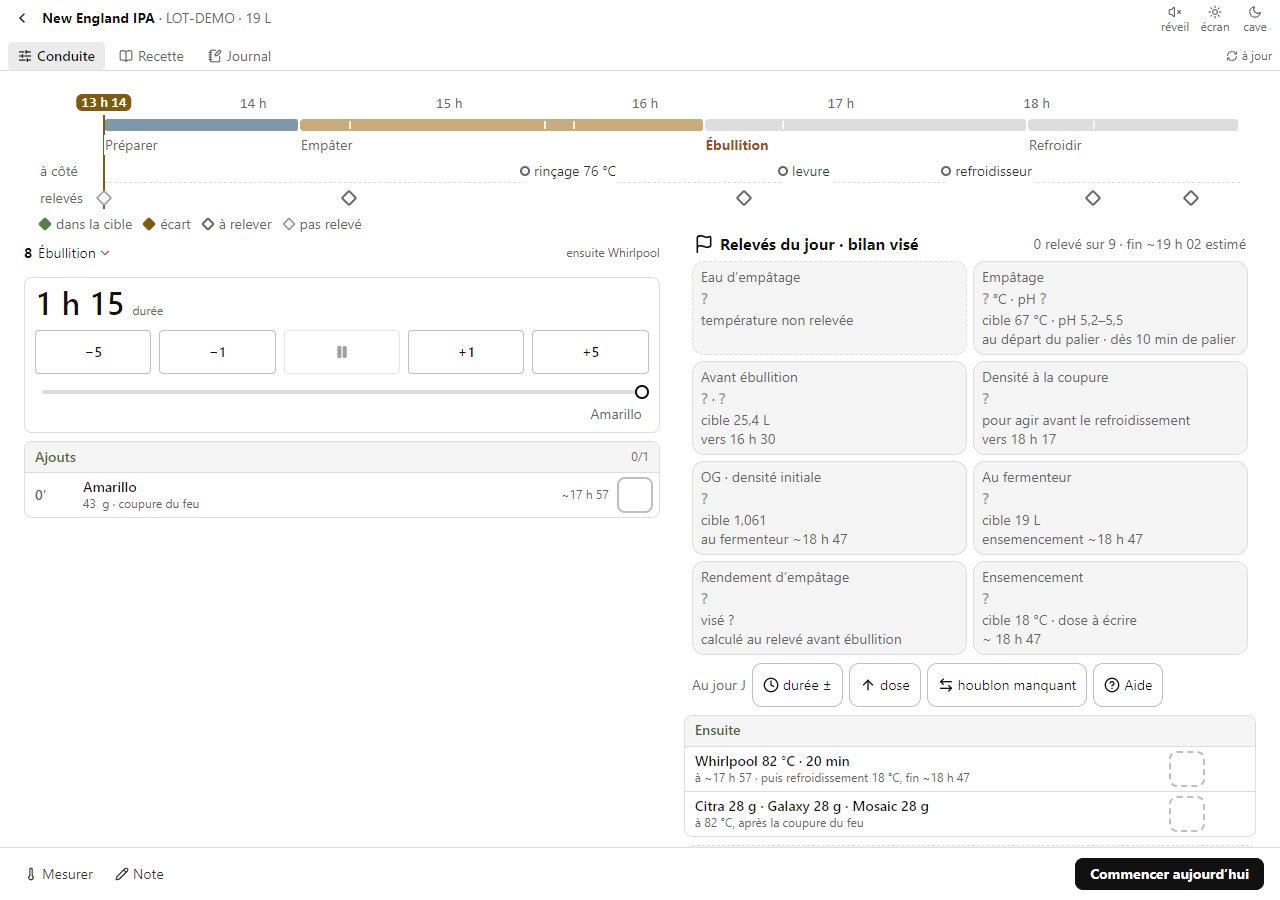 New England IPA · LOT-DEMO · 19 L
réveil écran cave
Conduite Recette Journal
à jour
13 h 14 14 h 15 h 16 h 17 h 18 h
Préparer Empâter Ébullition Refroidir
à côté rinçage 76 °C levure refroidisseur
relevés
dans la cible écart à relever pas relevé
8 Ébullition ensuite Whirlpool
1 h 15 durée
−5 −1 +1 +5
Amarillo
Ajouts 0/1
0′ Amarillo ~17 h 57
43 g · coupure du feu
Relevés du jour · bilan visé 0 relevé sur 9 · fin ~19 h 02 estimé
Eau d’empâtage
?
température non relevée
Empâtage
? °C · pH ?
cible 67 °C · pH 5,2–5,5
au départ du palier · dès 10 min de palier
Avant ébullition
? · ?
cible 25,4 L
vers 16 h 30
Densité à la coupure
?
pour agir avant le refroidissement
vers 18 h 17
OG · densité initiale
?
cible 1,061
au fermenteur ~18 h 47
Au fermenteur
?
cible 19 L
ensemencement ~18 h 47
Rendement d’empâtage
?
visé ?
calculé au relevé avant ébullition
Ensemencement
?
cible 18 °C · dose à écrire
~ 18 h 47
Au jour J durée ± dose houblon manquant Aide
Ensuite
Whirlpool 82 °C · 20 min
à ~17 h 57 · puis refroidissement 18 °C, fin ~18 h 47
Citra 28 g · Galaxy 28 g · Mosaic 28 g
à 82 °C, après la coupure du feu
Mesurer Note Commencer aujourd’hui